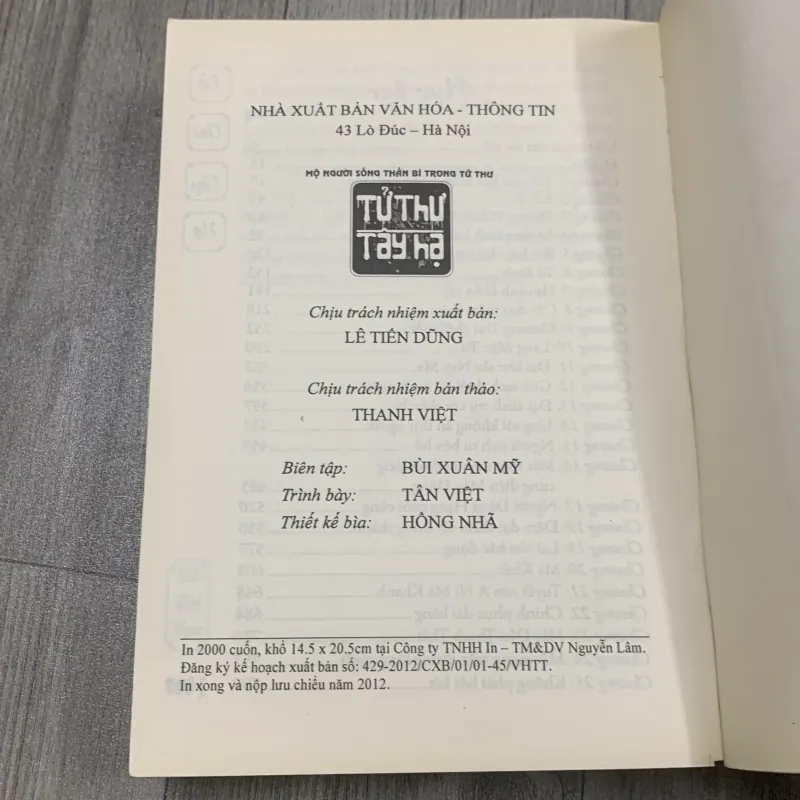 NHÀ XUẤT BẢN VĂN HÓA - THÔNG TIN
43 Lò Đúc – Hà Nội
MỘ NGƯỜI SỐNG THẦN BÍ TRONG TỬ THƯ
TỬ THƯ
TÂY HẠ
Chịu trách nhiệm xuất bản:
LÊ TIẾN DŨNG
Chịu trách nhiệm bản thảo:
THANH VIỆT
Biên tập: BÙI XUÂN MỸ
Trình bày: TÂN VIỆT
Thiết kế bìa: HỒNG NHÃ
In 2000 cuốn, khổ 14.5 x 20.5cm tại Công ty TNHH In – TM&DV Nguyễn Lâm.
Đăng ký kế hoạch xuất bản số: 429-2012/CXB/01/01-45/VHTT.
In xong và nộp lưu chiểu năm 2012.